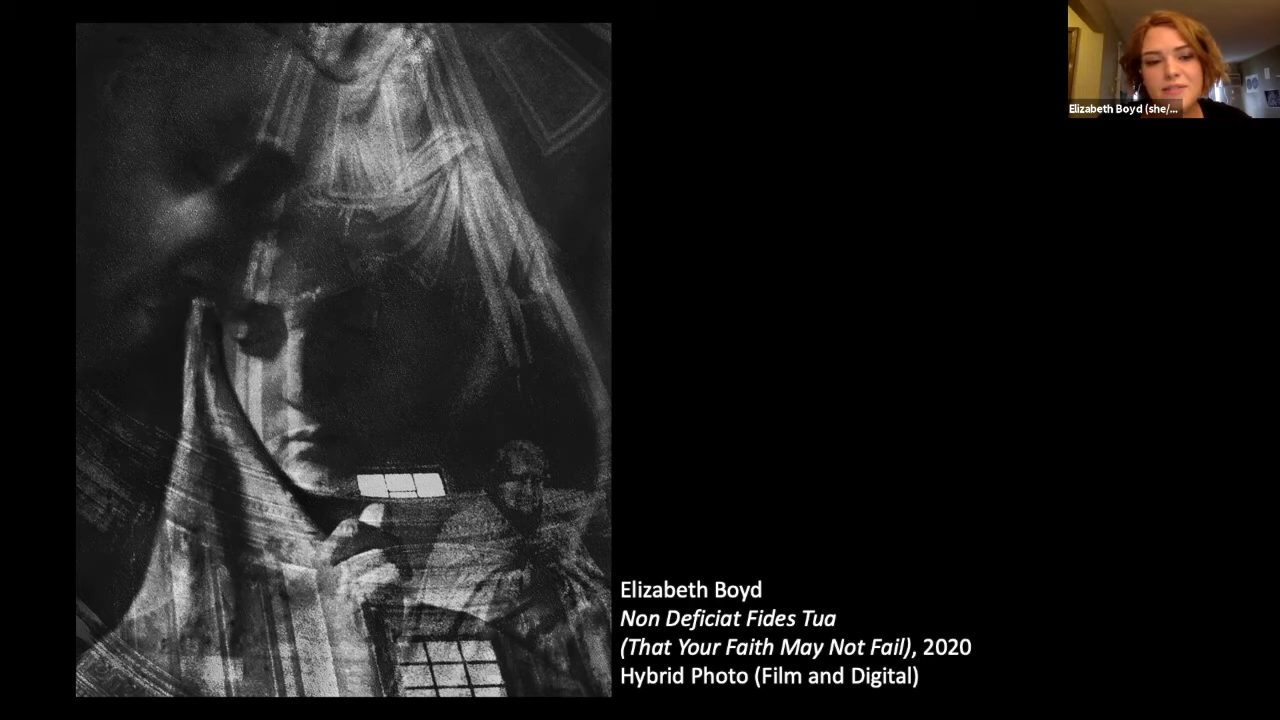 Elizabeth Boyd (she/...
Elizabeth Boyd
Non Deficiat Fides Tua
(That Your Faith May Not Fail), 2020
Hybrid Photo (Film and Digital)